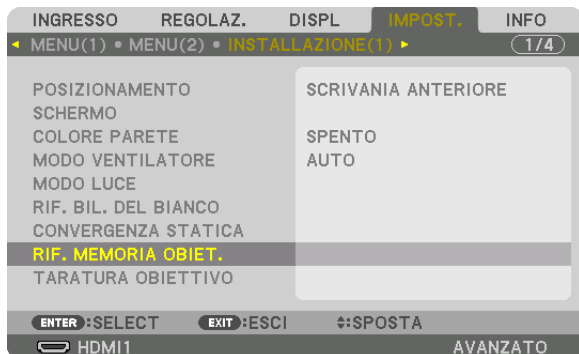 INGRESSO REGOLAZ. DISPL IMPOST. INFO
MENU(1) • MENU(2) • INSTALLAZIONE(1) 1/4
POSIZIONAMENTO SCRIVANIA ANTERIORE
SCHERMO
COLORE PARETE SPENTO
MODO VENTILATORE AUTO
MODO LUCE
RIF. BIL. DEL BIANCO
CONVERGENZA STATICA
RIF. MEMORIA OBIET.
TARATURA OBIETTIVO
ENTER :SELECT EXIT :ESCI :SPOSTA
HDMI1 AVANZATO